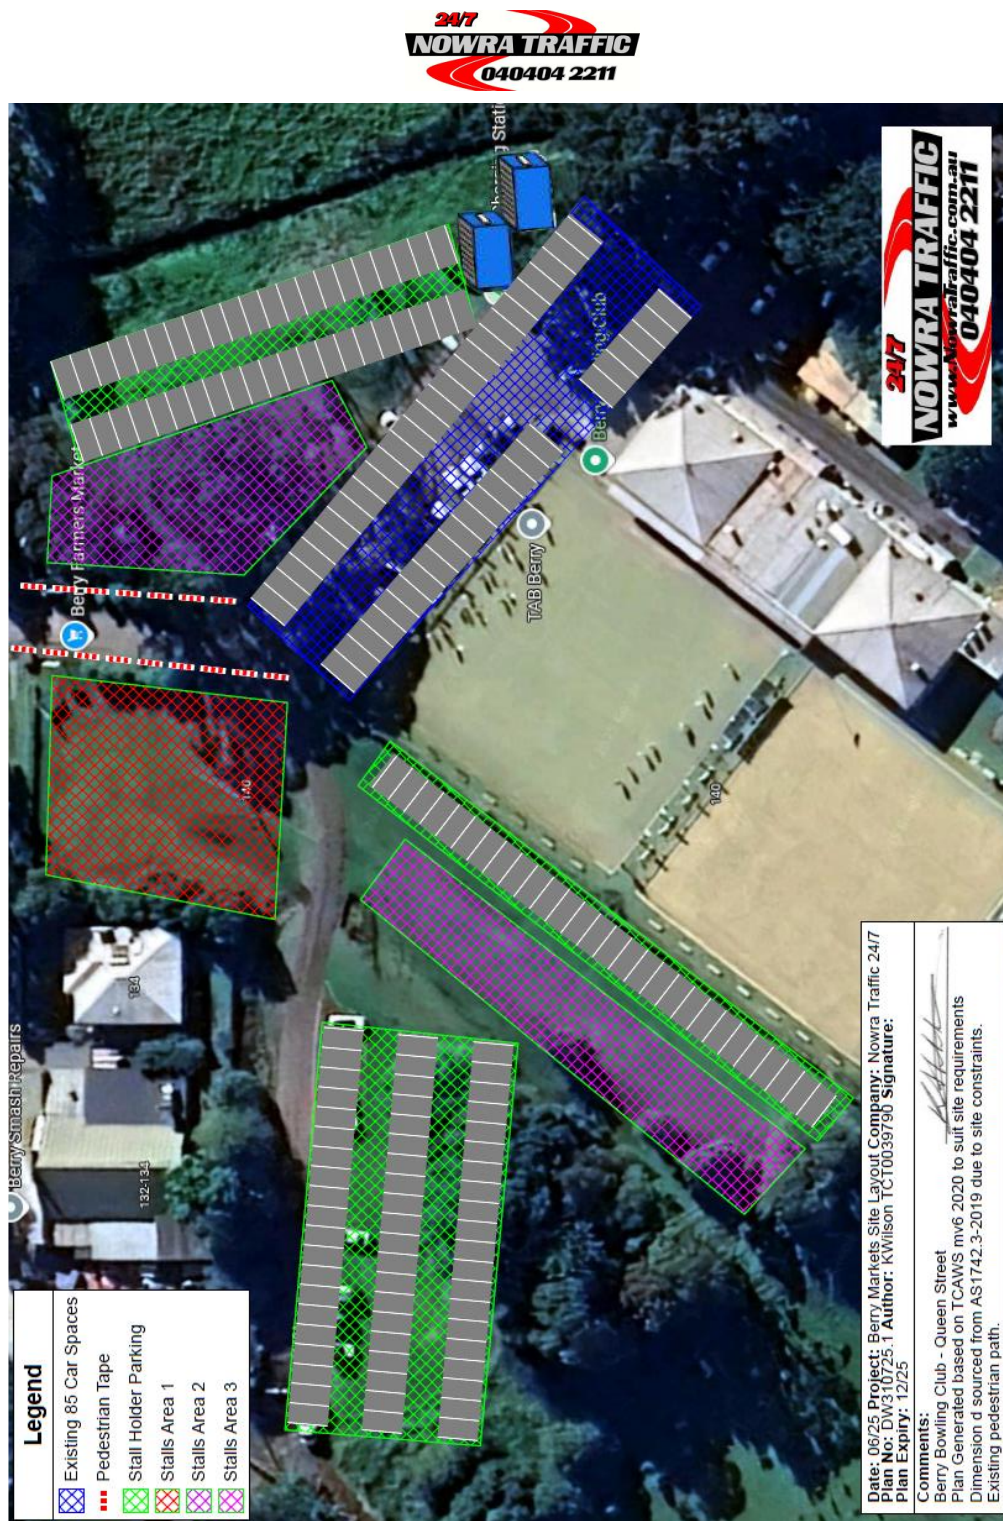 24/7
NOWRA TRAFFIC
040404 2211
24/7
NOWRA TRAFFIC
www.NowraTraffic.com.au
040404 2211
Berry Farmers Market
TAB Berry
140
140
134
132-134
Berry Smash Repairs
Legend
Existing 85 Car Spaces
Pedestrian Tape
Stall Holder Parking
Stalls Area 1
Stalls Area 2
Stalls Area 3
Date: 06/25 Project: Berry Markets Site Layout Company: Nowra Traffic 24/7
Plan No: DW310725.1 Author: KWilson TCT0039790 Signature:
Plan Expiry: 12/25
Comments:
Berry Bowling Club - Queen Street
Plan Generated based on TCAWS mv6 2020 to suit site requirements
Dimension d sourced from AS1742.3-2019 due to site constraints.
Existing pedestrian path.